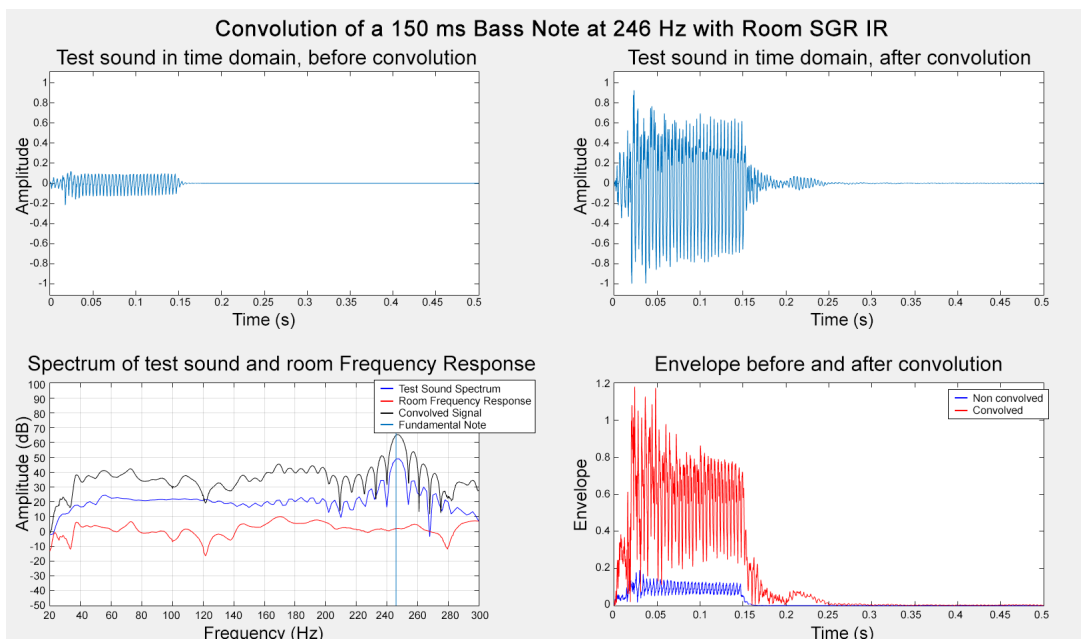 Convolution of a 150 ms Bass Note at 246 Hz with Room SGR IR
Test sound in time domain, before convolution
1
0.8
0.6
0.4
0.2
0
-0.2
-0.4
-0.6
-0.8
-1
Amplitude
0 0.05 0.1 0.15 0.2 0.25 0.3 0.35 0.4 0.45 0.5
Time (s)
Test sound in time domain, after convolution
1
0.8
0.6
0.4
0.2
0
-0.2
-0.4
-0.6
-0.8
-1
Amplitude
0 0.05 0.1 0.15 0.2 0.25 0.3 0.35 0.4 0.45 0.5
Time (s)
Spectrum of test sound and room Frequency Response
100
90
80
70
60
50
40
30
20
10
0
-10
-20
-30
-40
-50
Amplitude (dB)
Test Sound Spectrum
Room Frequency Response
Convolved Signal
Fundamental Note
20 40 60 80 100 120 140 160 180 200 220 240 260 280 300
Frequency (Hz)
Envelope before and after convolution
1.2
1
0.8
0.6
0.4
0.2
0
Envelope
Non convolved
Convolved
0 0.05 0.1 0.15 0.2 0.25 0.3 0.35 0.4 0.45 0.5
Time (s)